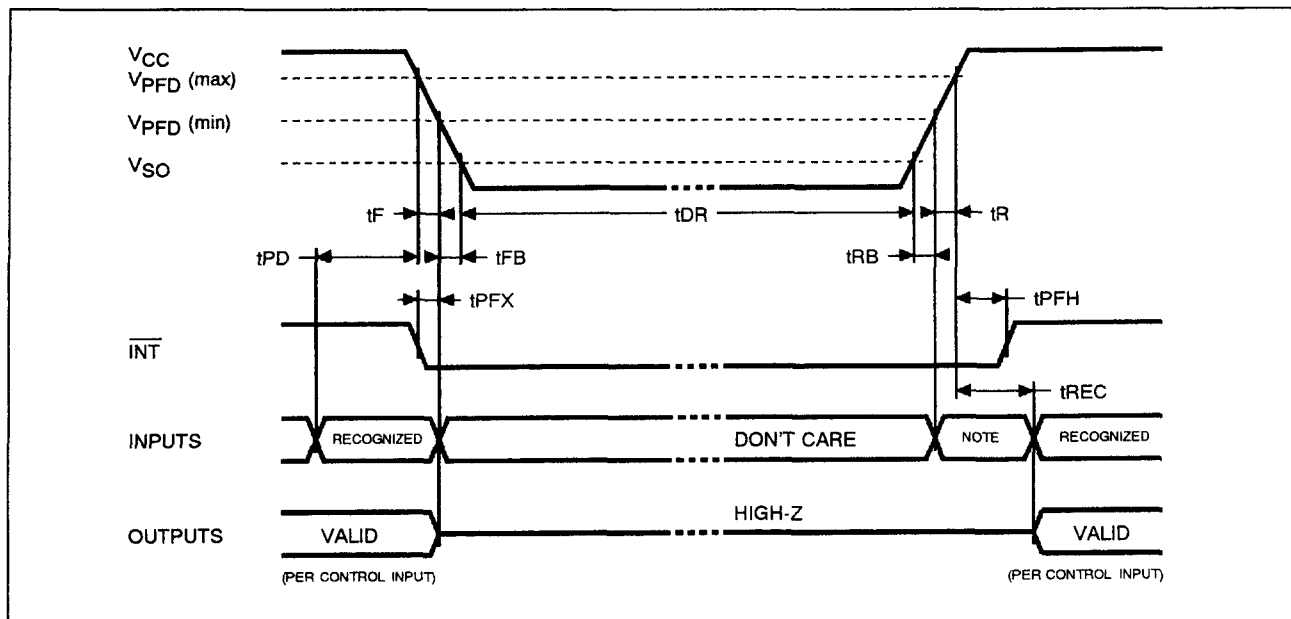 VCC
VPFD (max)
VPFD (min)
VSO
tF
tDR
tR
tPD
tFB
tRB
tPFX
tPFH
INT
tREC
INPUTS
RECOGNIZED
DON'T CARE
NOTE
RECOGNIZED
HIGH-Z
OUTPUTS
VALID
VALID
(PER CONTROL INPUT)
(PER CONTROL INPUT)